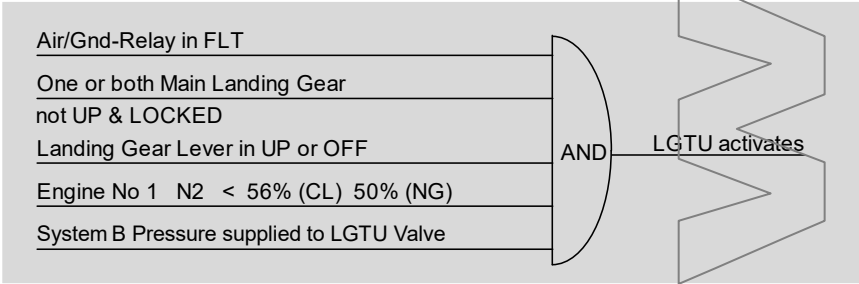 Air/Gnd-Relay in FLT
One or both Main Landing Gear
not UP & LOCKED
Landing Gear Lever in UP or OFF
Engine No 1 N2 < 56% (CL) 50% (NG)
System B Pressure supplied to LGTU Valve
AND
LGTU activates